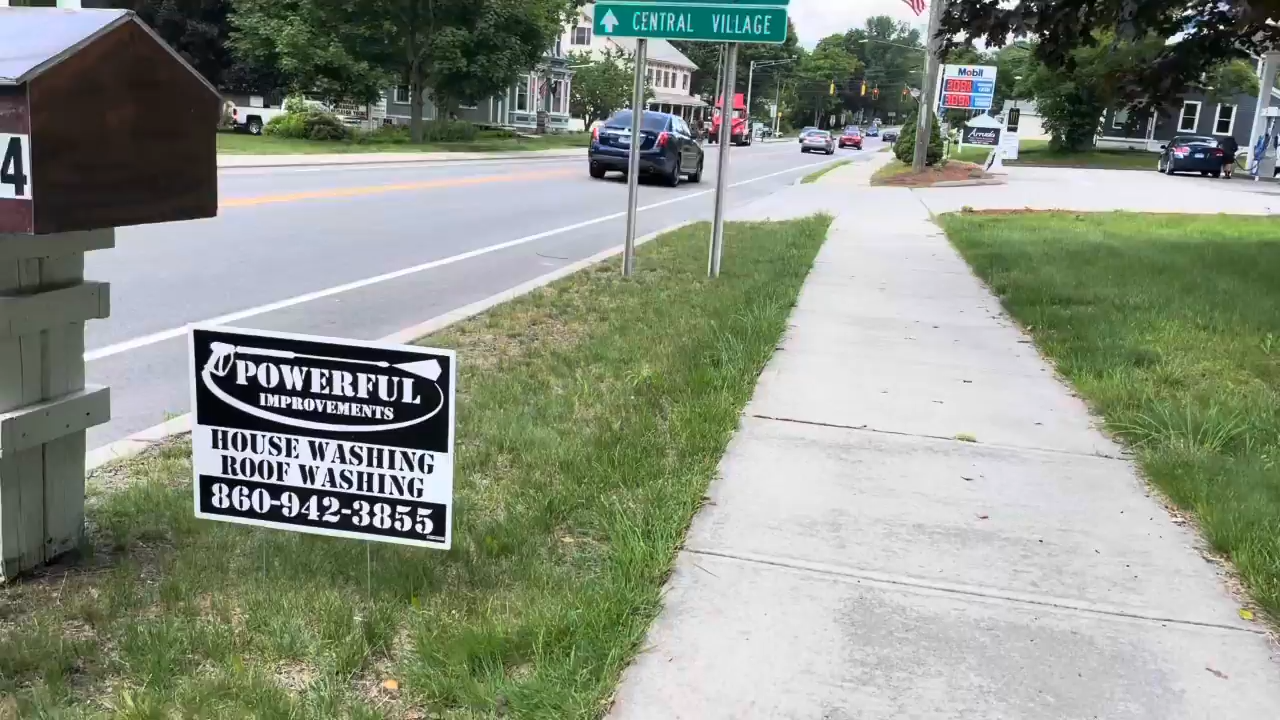 CENTRAL VILLAGE
Mobil
4
POWERFUL
IMPROVEMENTS
HOUSE WASHING
ROOF WASHING
860-942-3855